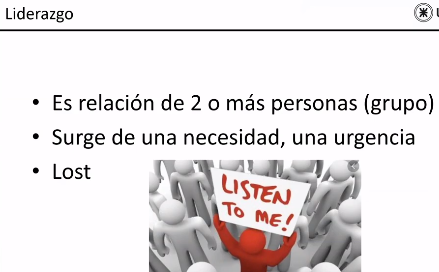 Liderazgo
• Es relación de 2 o más personas (grupo)
• Surge de una necesidad, una urgencia
• Lost
LISTEN
TO ME!